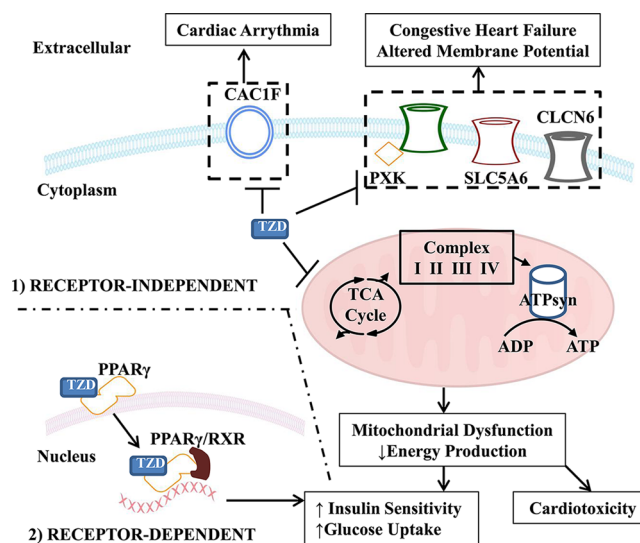 Extracellular
Cardiac Arrythmia
Congestive Heart Failure
Altered Membrane Potential
CAC1F
CLCN6
PXK
SLC5A6
Cytoplasm
TZD
1) RECEPTOR-INDEPENDENT
Complex
I II III IV
TCA
Cycle
ATPsyn
ADP
ATP
PPARγ
TZD
PPARγ/RXR
TZD
Nucleus
Mitochondrial Dysfunction
↓Energy Production
2) RECEPTOR-DEPENDENT
↑ Insulin Sensitivity
↑Glucose Uptake
Cardiotoxicity